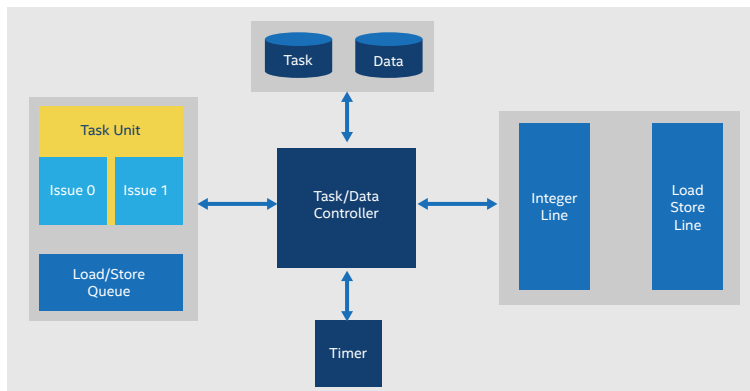 Task
Data
Task Unit
Issue 0
Issue 1
Load/Store
Queue
Task/Data
Controller
Integer
Line
Load
Store
Line
Timer